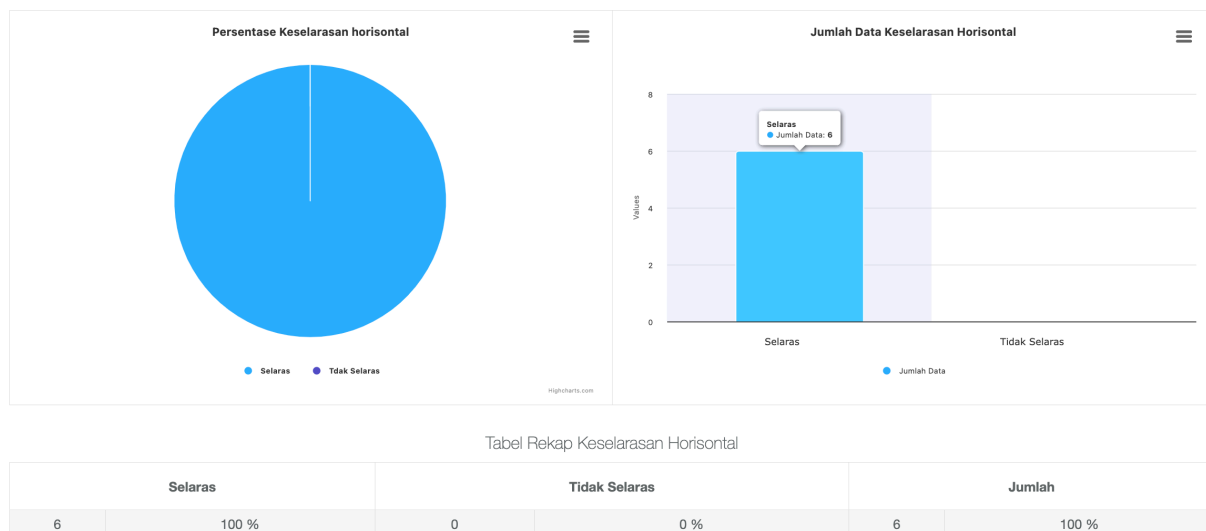 Persentase Keselarasan horisontal
Selaras
Tdak Selaras
Highcharts.com
Jumlah Data Keselarasan Horisontal
Values
8
6
4
2
0
Selaras
Jumlah Data: 6
Selaras
Tidak Selaras
Jumlah Data
Tabel Rekap Keselarasan Horisontal
Selaras Tidak Selaras Jumlah
6 100 % 0 0 % 6 100 %